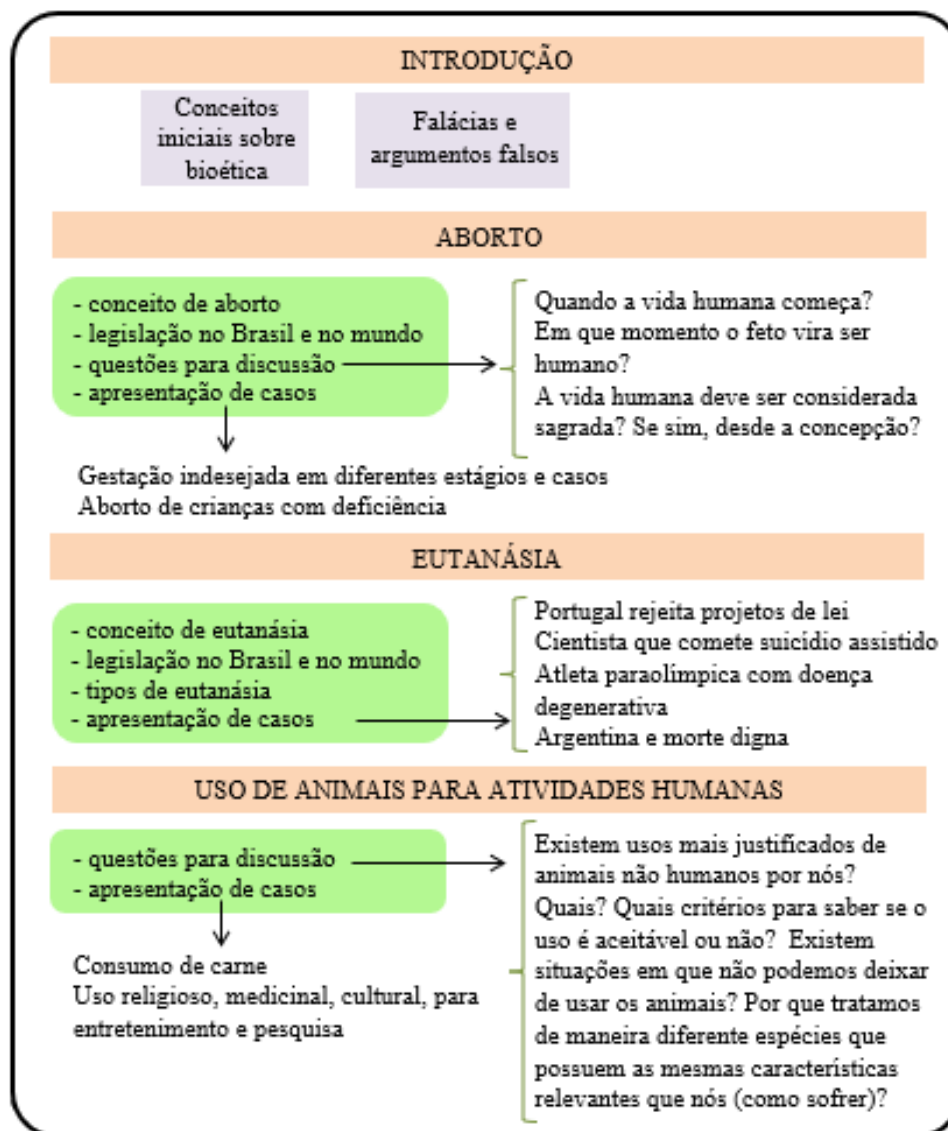 INTRODUÇÃO
Conceitos
iniciais sobre
bioética
Falácias e
argumentos falsos
ABORTO
- conceito de aborto
- legislação no Brasil e no mundo
- questões para discussão
- apresentação de casos
Quando a vida humana começa?
Em que momento o feto vira ser
humano?
A vida humana deve ser considerada
sagrada? Se sim, desde a concepção?
Gestação indesejada em diferentes estágios e casos
Aborto de crianças com deficiência
EUTANÁSIA
- conceito de eutanásia
- legislação no Brasil e no mundo
- tipos de eutanásia
- apresentação de casos
Portugal rejeita projetos de lei
Cientista que comete suicídio assistido
Atleta paraolímpica com doença
degenerativa
Argentina e morte digna
USO DE ANIMAIS PARA ATIVIDADES HUMANAS
- questões para discussão
- apresentação de casos
Existem usos mais justificados de
animais não humanos por nós?
Quais? Quais critérios para saber se o
uso é aceitável ou não? Existem
situações em que não podemos deixar
de usar os animais? Por que tratamos
de maneira diferente espécies que
possuem as mesmas características
relevantes que nós (como sofrer)?
Consumo de carne
Uso religioso, medicinal, cultural, para
entretenimento e pesquisa